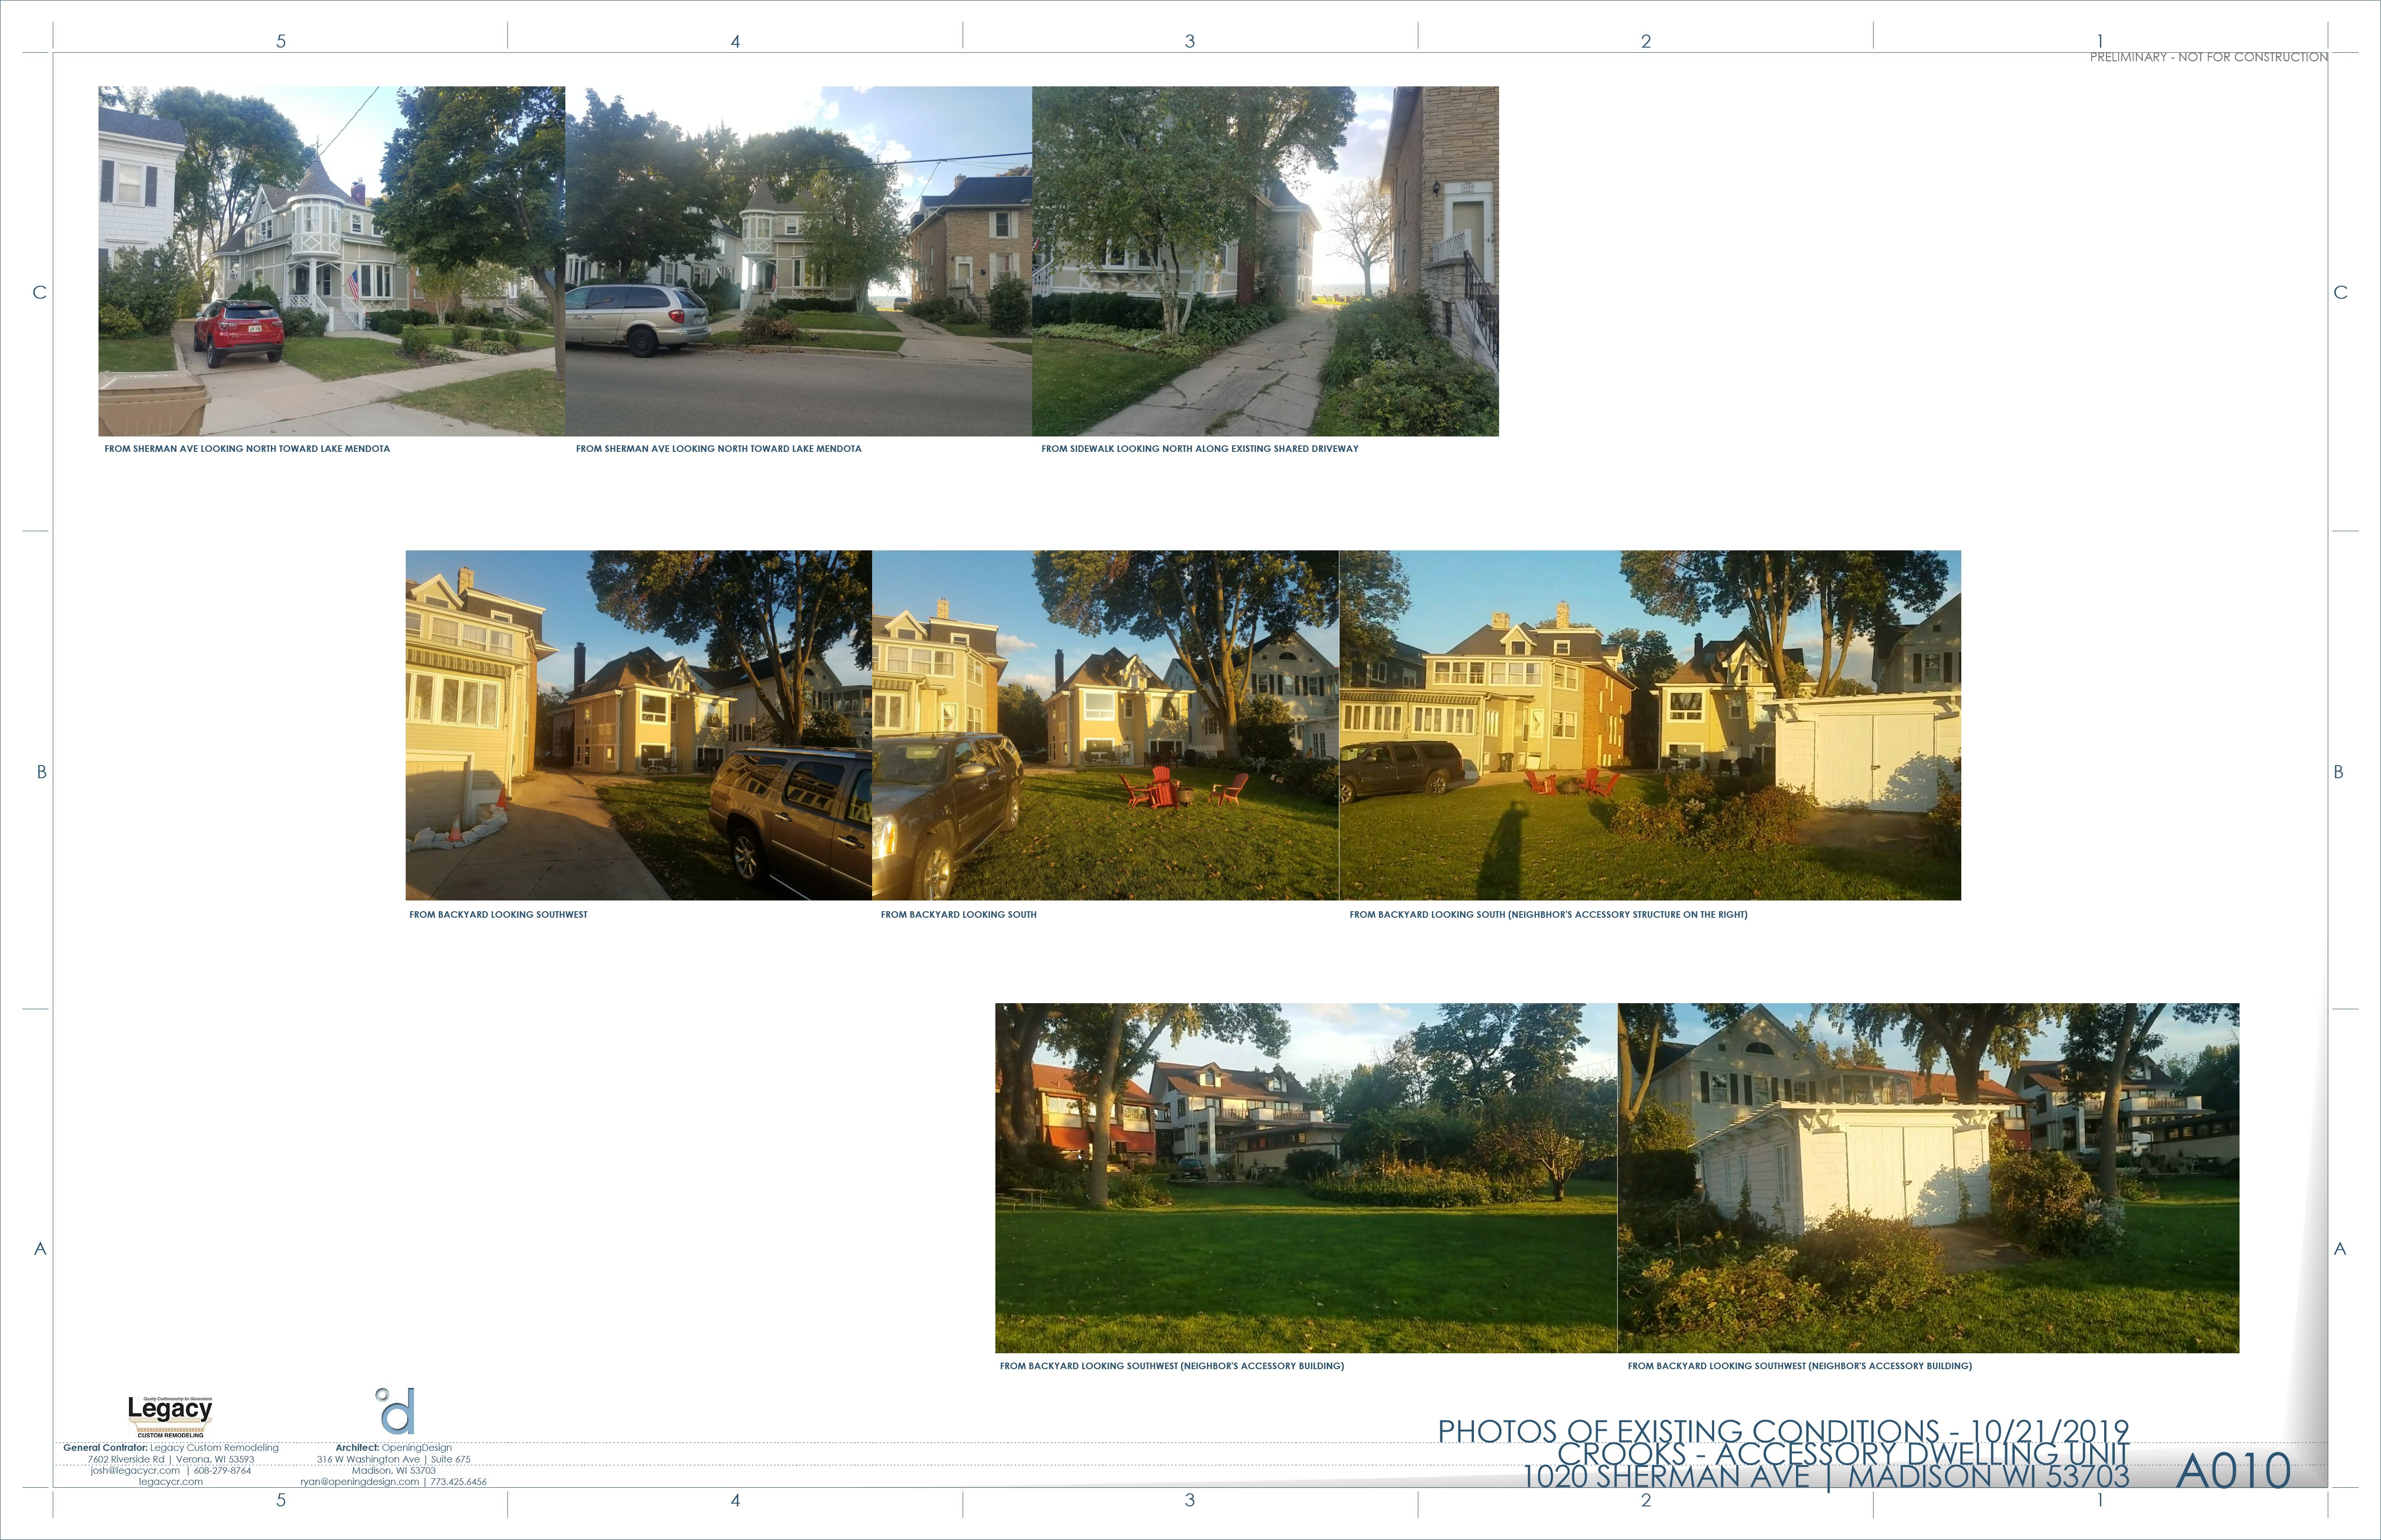 5 4 3 2 1
PRELIMINARY - NOT FOR CONSTRUCTION
C C
FROM SHERMAN AVE LOOKING NORTH TOWARD LAKE MENDOTA
FROM SHERMAN AVE LOOKING NORTH TOWARD LAKE MENDOTA
FROM SIDEWALK LOOKING NORTH ALONG EXISTING SHARED DRIVEWAY
B B
FROM BACKYARD LOOKING SOUTHWEST
FROM BACKYARD LOOKING SOUTH
FROM BACKYARD LOOKING SOUTH (NEIGHBHOR'S ACCESSORY STRUCTURE ON THE RIGHT)
A A
FROM BACKYARD LOOKING SOUTHWEST (NEIGHBOR'S ACCESSORY BUILDING)
FROM BACKYARD LOOKING SOUTHWEST (NEIGHBOR'S ACCESSORY BUILDING)
Quality Craftsmanship for Generations
Legacy
CUSTOM REMODELING
General Contrator: Legacy Custom Remodeling
7602 Riverside Rd | Verona, WI 53593
josh@legacycr.com | 608-279-8764
legacycr.com
d
Architect: OpeningDesign
316 W Washington Ave | Suite 675
Madison, WI 53703
ryan@openingdesign.com | 773.425.6456
PHOTOS OF EXISTING CONDITIONS - 10/21/2019
CROOKS - ACCESSORY DWELLING UNIT
1020 SHERMAN AVE | MADISON WI 53703
A010
5 4 3 2 1